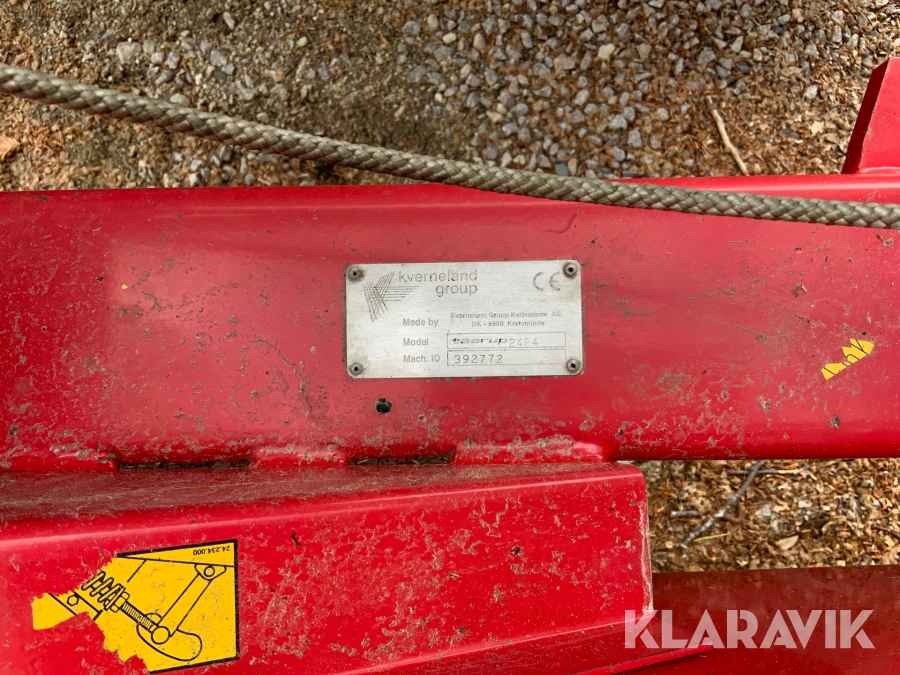 kverneland
group
CE
Made by
Kverneland Group Kerteminde AS
DK - 5300 Kerteminde
Model
taarup 2424
Mach. ID
392772
24.234.000
KLARAVIK